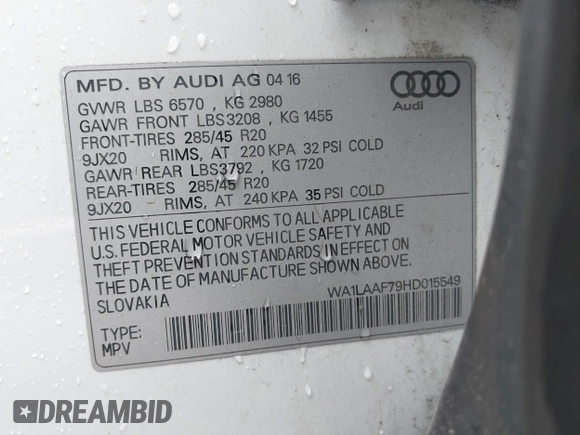 MFD. BY AUDI AG 04 16
GVWR LBS 6570 , KG 2980
GAWR FRONT LBS3208 , KG 1455
FRONT-TIRES 285/45 R20
9JX20 RIMS, AT 220 KPA 32 PSI COLD
GAWR REAR LBS3792 , KG 1720
REAR-TIRES 285/45 R20
9JX20 RIMS, AT 240 KPA 35 PSI COLD
THIS VEHICLE CONFORMS TO ALL APPLICABLE
U.S. FEDERAL MOTOR VEHICLE SAFETY AND
THEFT PREVENTION STANDARDS IN EFFECT ON
THE DATE OF MANUFACTURE SHOWN ABOVE.
SLOVAKIA
WA1LAAF79HD015549
TYPE:
MPV
Audi
DREAMBID